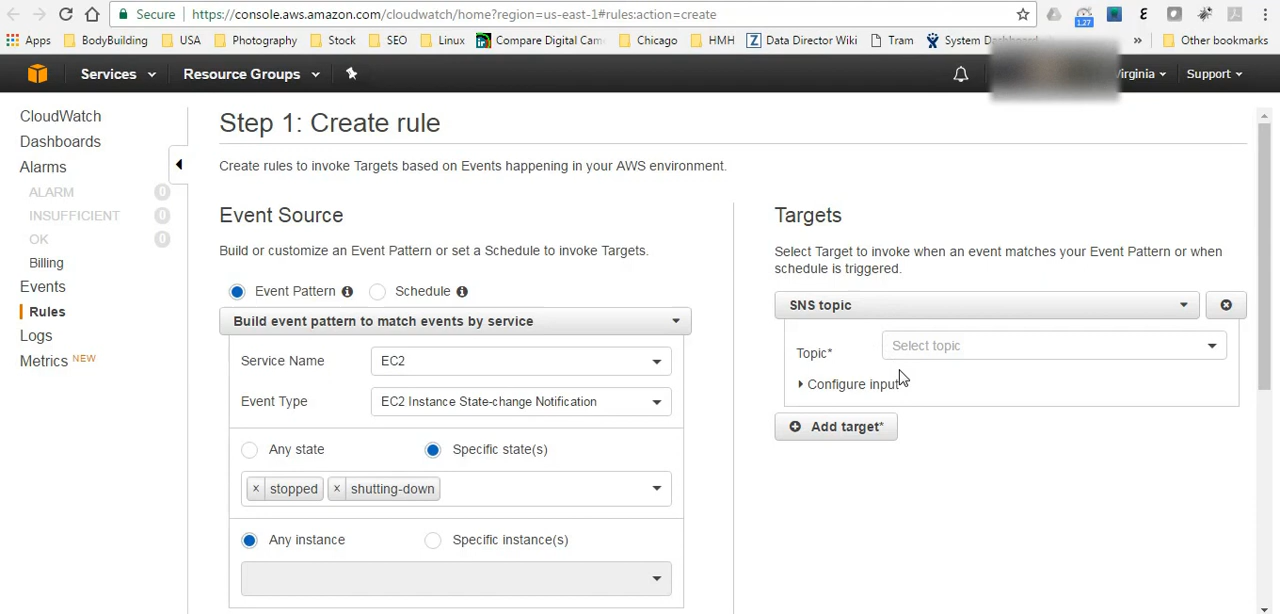 Secure https://console.aws.amazon.com/cloudwatch/home?region=us-east-1#rules:action=create
1.27
Apps BodyBuilding USA Photography Stock SEO Linux Compare Digital Cam Chicago HMH Data Director Wiki Tram System Dashboard » Other bookmarks
Services Resource Groups Virginia Support
CloudWatch
Dashboards
Alarms
ALARM 0
INSUFFICIENT 0
OK 0
Billing
Events
Rules
Logs
Metrics NEW
Step 1: Create rule
Create rules to invoke Targets based on Events happening in your AWS environment.
Event Source
Build or customize an Event Pattern or set a Schedule to invoke Targets.
Event Pattern Schedule
Build event pattern to match events by service
Service Name EC2
Event Type EC2 Instance State-change Notification
Any state Specific state(s)
× stopped × shutting-down
Any instance Specific instance(s)
Targets
Select Target to invoke when an event matches your Event Pattern or when
schedule is triggered.
SNS topic
Topic* Select topic
Configure input
Add target*